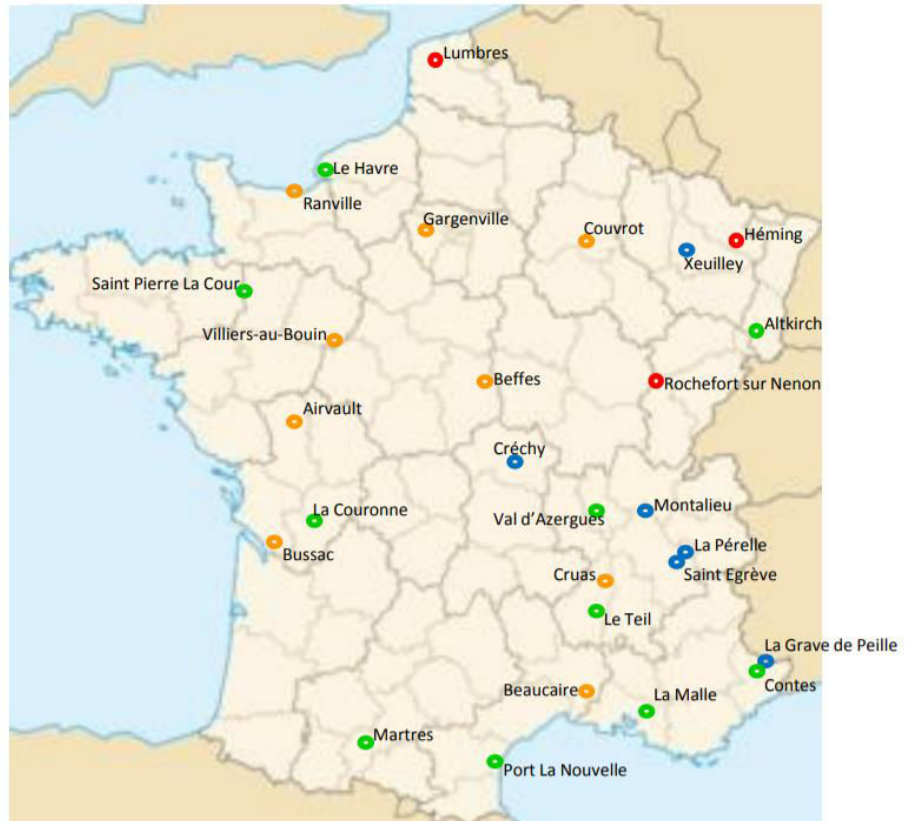 Lumbres
Le Havre
Ranville
Gargenville
Couvrot
Héming
Xeuilley
Saint Pierre La Cour
Altkirch
Villiers-au-Bouin
Beffes
Rochefort sur Nenon
Airvault
Créchy
La Couronne
Val d’Azergues
Montalieu
Bussac
La Pérelle
Saint Egrève
Cruas
Le Teil
La Grave de Peille
Contes
Beaucaire
La Malle
Martres
Port La Nouvelle